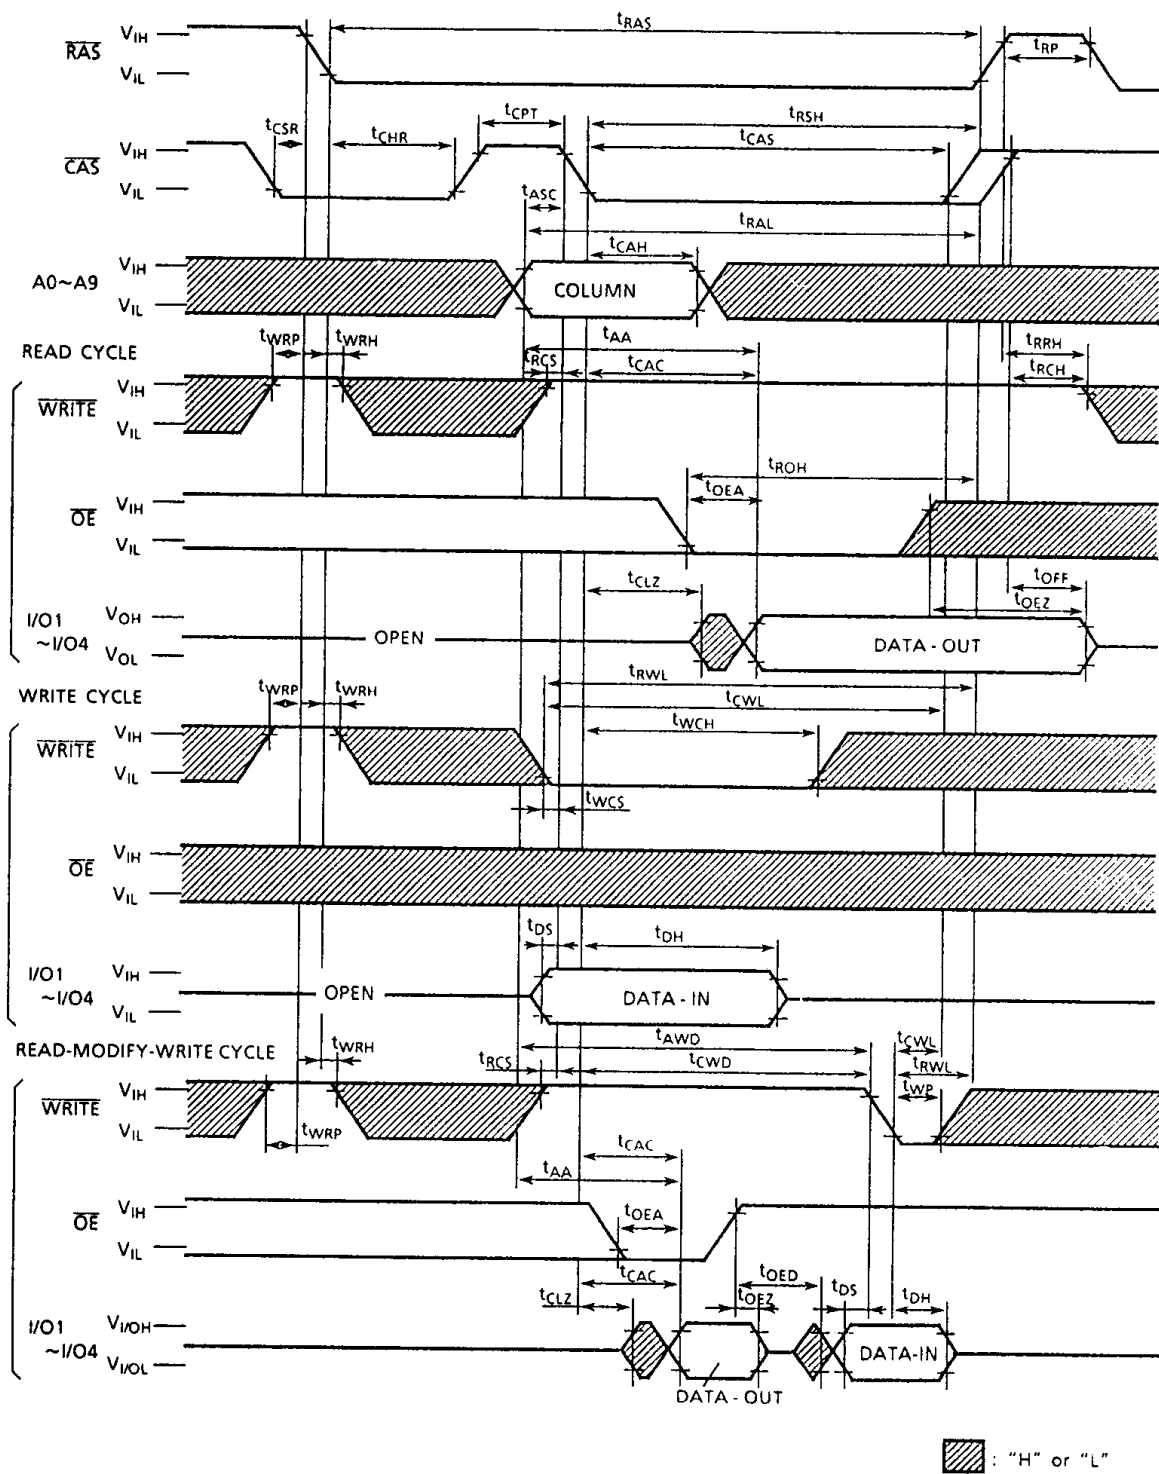 tRAS
RAS
VIH
VIL
tRP
tCSR
tCHR
tCPT
tRSH
tCAS
CAS
VIH
VIL
tASC
tRAL
tCAH
A0~A9
VIH
VIL
COLUMN
READ CYCLE
tWRP
tWRH
tAA
tRCS
tCAC
tRRH
tRCH
WRITE
VIH
VIL
tROH
tOEA
OE
VIH
VIL
tCLZ
tOFF
tOEZ
I/O1
~I/O4
VOH
VOL
OPEN
DATA - OUT
WRITE CYCLE
tWRP
tWRH
tRWL
tCWL
tWCH
WRITE
VIH
VIL
tWCS
OE
VIH
VIL
tDS
tDH
I/O1
~I/O4
VIH
VIL
OPEN
DATA - IN
READ-MODIFY-WRITE CYCLE
tWRH
tRCS
tAWD
tCWD
tCWL
tRWL
tWP
WRITE
VIH
VIL
tWRP
tCAC
tAA
OE
VIH
VIL
tOEA
tCAC
tCLZ
tOED
tOEZ
tDS
tDH
I/O1
~I/O4
VI/OH
VI/OL
DATA-IN
DATA - OUT
: "H" or "L"